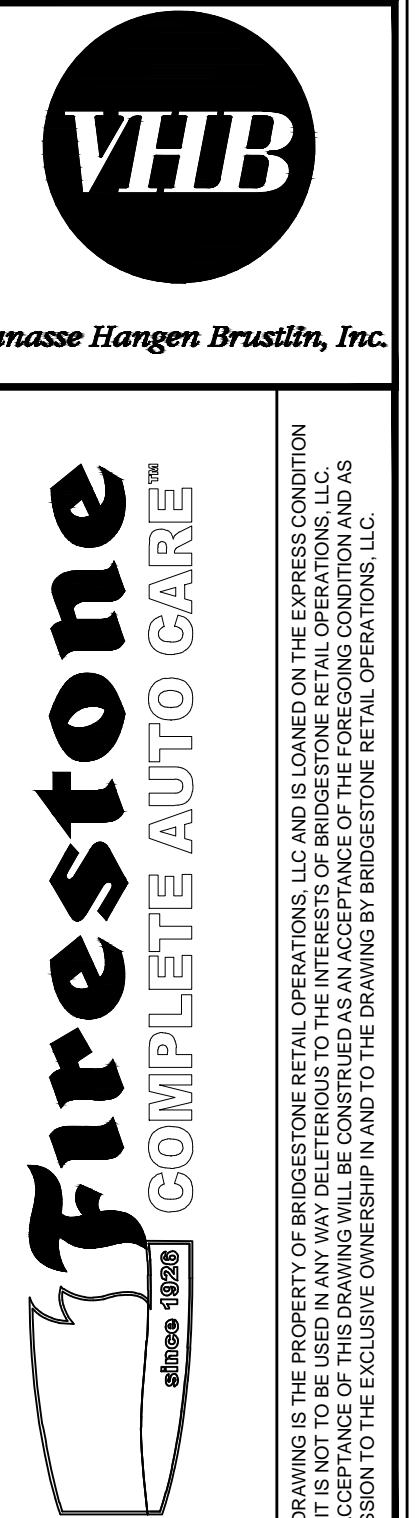 VHB
Hangen Brustlin, Inc.
Firestone
COMPLETE AUTO CARE™
since 1926
DRAWING IS THE PROPERTY OF BRIDGESTONE RETAIL OPERATIONS, LLC AND IS LOANED ON THE EXPRESS CONDITION
IT IS NOT TO BE USED IN ANY WAY DELETERIOUS TO THE INTERESTS OF BRIDGESTONE RETAIL OPERATIONS, LLC.
CCEPTANCE OF THIS DRAWING WILL BE CONSTRUED AS AN ACCEPTANCE OF THE FOREGOING CONDITION AND AS
SSION TO THE EXCLUSIVE OWNERSHIP IN AND TO THE DRAWING BY BRIDGESTONE RETAIL OPERATIONS, LLC.